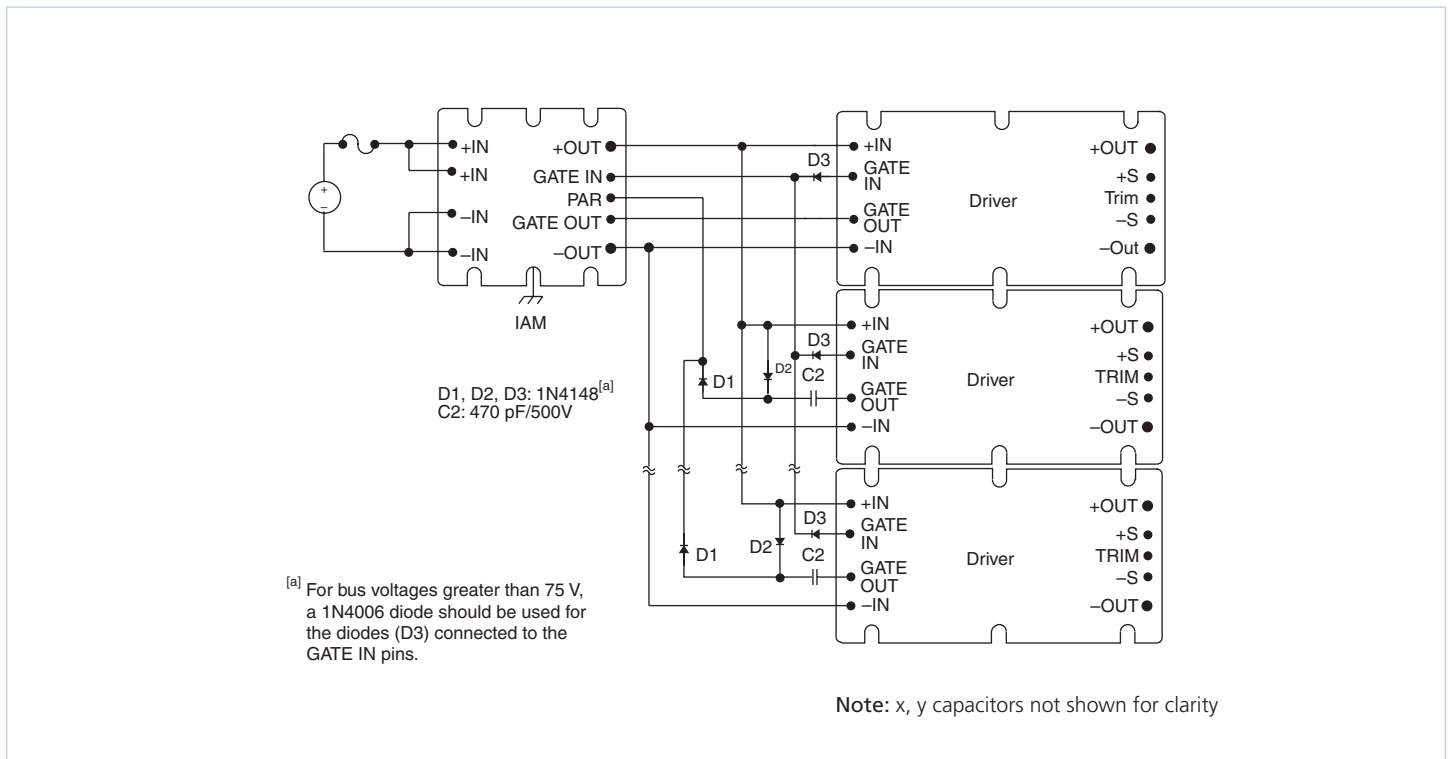 +IN
+IN
–IN
–IN
+OUT
GATE IN
PAR
GATE OUT
–OUT
+
–
IAM
D1, D2, D3: 1N4148[a]
C2: 470 pF/500V
[a] For bus voltages greater than 75 V,
a 1N4006 diode should be used for
the diodes (D3) connected to the
GATE IN pins.
D3
+IN
GATE
IN
GATE
OUT
–IN
Driver
+OUT
+S
Trim
–S
–Out
D1
D2
D3
C2
+IN
GATE
IN
GATE
OUT
–IN
Driver
+OUT
+S
TRIM
–S
–OUT
D1
D2
D3
C2
+IN
GATE
IN
GATE
OUT
–IN
Driver
+OUT
+S
TRIM
–S
–OUT
Note: x, y capacitors not shown for clarity